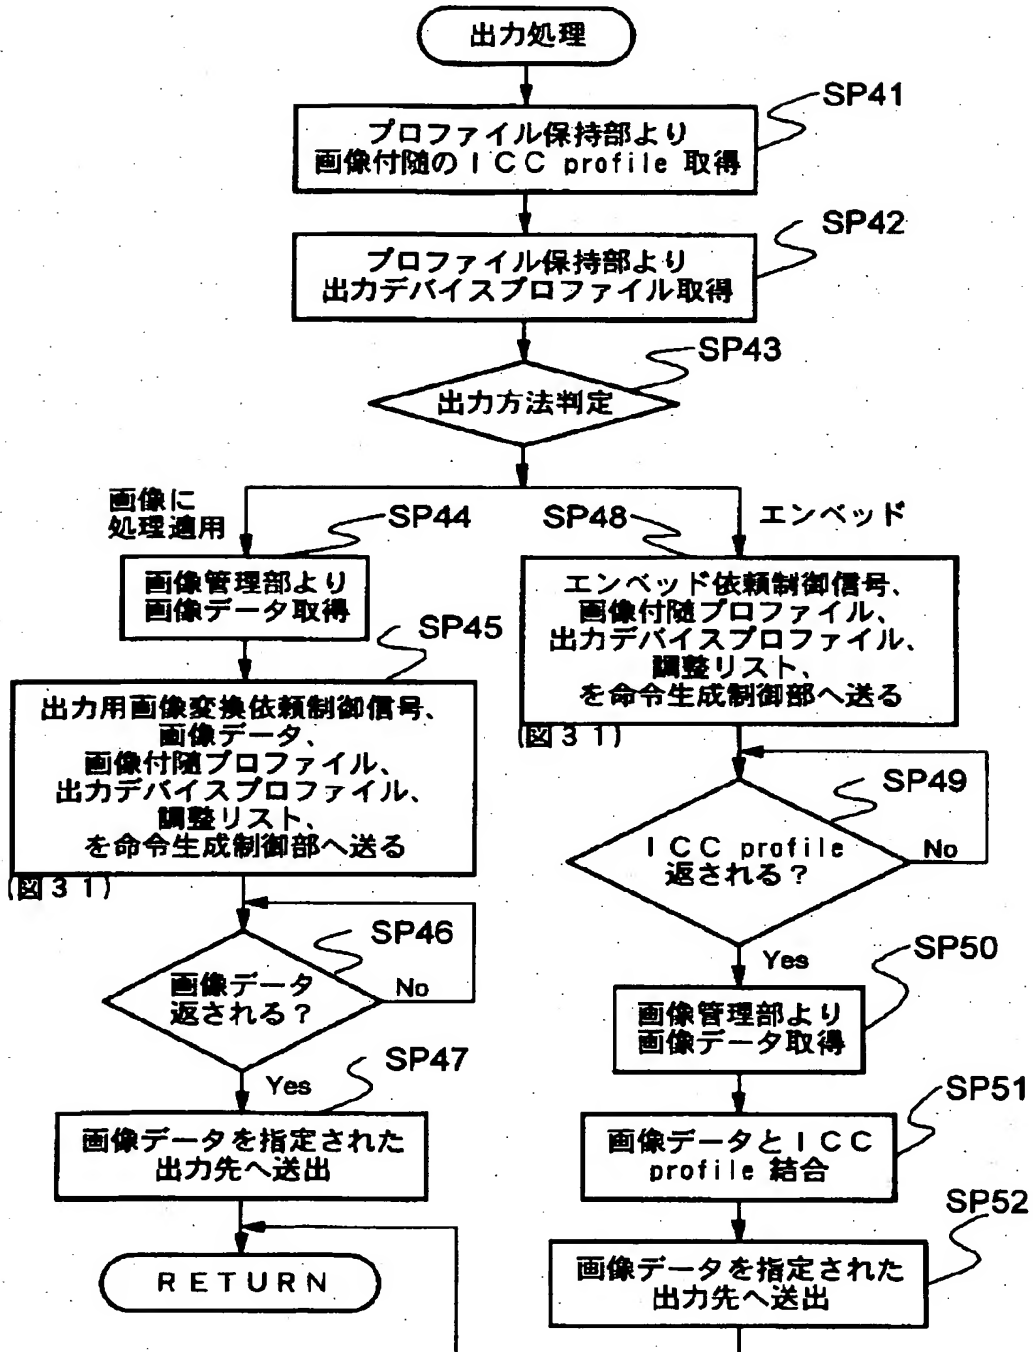 出力処理
SP41
プロファイル保持部より
画像付随のICC profile 取得
SP42
プロファイル保持部より
出力デバイスプロファイル取得
SP43
出力方法判定
画像に
処理適用
SP44
画像管理部より
画像データ取得
SP45
出力用画像変換依頼制御信号、
画像データ、
画像付随プロファイル、
出力デバイスプロファイル、
調整リスト、
を命令生成制御部へ送る
(図31)
SP46
画像データ
返される?
No
Yes
SP47
画像データを指定された
出力先へ送出
RETURN
エンベッド
SP48
エンベッド依頼制御信号、
画像付随プロファイル、
出力デバイスプロファイル、
調整リスト、
を命令生成制御部へ送る
(図31)
SP49
ICC profile
返される?
No
Yes
SP50
画像管理部より
画像データ取得
SP51
画像データとICC
profile 結合
SP52
画像データを指定された
出力先へ送出